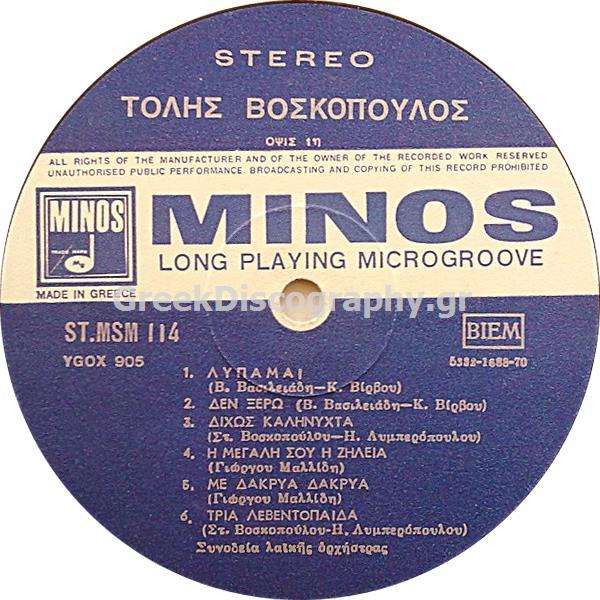 STEREO
ΤΟΛΗΣ ΒΟΣΚΟΠΟΥΛΟΣ
ΟΨΙΣ 1η
ALL RIGHTS OF THE MANUFACTURER AND OF THE OWNER OF THE RECORDED WORK RESERVED
UNAUTHORISED PUBLIC PERFORMANCE. BROADCASTING AND COPYING OF THIS RECORD PROHIBITED
MINOS
TRADE MARK
MINOS
LONG PLAYING MICROGROOVE
MADE IN GREECE
GreekDiscography.gr
ST.MSM 114
BIEM
YGOX 905
5332-1688-70
1. ΛΥΠΑΜΑΙ
(Β. Βασιλειάδη—Κ. Βίρβου)
2. ΔΕΝ ΞΕΡΩ (Β. Βασιλειάδη—Κ. Βίρβου)
3. ΔΙΧΩΣ ΚΑΛΗΝΥΧΤΑ
(Στ. Βοσκοπούλου—Η. Λυμπερόπουλου)
4. Η ΜΕΓΑΛΗ ΣΟΥ Η ΖΗΛΕΙΑ
(Γιώργου Μαλλίδη)
5. ΜΕ ΔΑΚΡΥΑ ΔΑΚΡΥΑ
(Γιώργου Μαλλίδη)
6. ΤΡΙΑ ΛΕΒΕΝΤΟΠΑΙΔΑ
(Στ. Βοσκοπούλου-Η. Λυμπερόπουλου)
Συνοδεία λαϊκῆς ὀρχήστρας